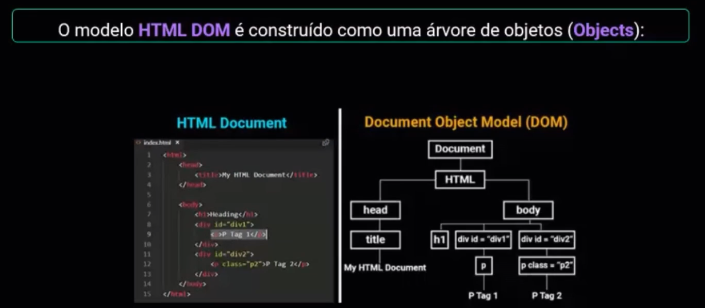 O modelo HTML DOM é construído como uma árvore de objetos (Objects):
HTML Document
index.html ×
1 <html>
2 <head>
3 <title>My HTML Document</title>
4 </head>
5
6 <body>
7 <h1>Heading</h1>
8 <div id="div1">
9 <p>P Tag 1</p>
10 </div>
11 <div id="div2">
12 <p class="p2">P Tag 2</p>
13 </div>
14 </body>
15 </html>
Document Object Model (DOM)
Document
HTML
head
body
title
h1
div id = "div1"
div id = "div2"
My HTML Document
p
p class = "p2"
P Tag 1
P Tag 2